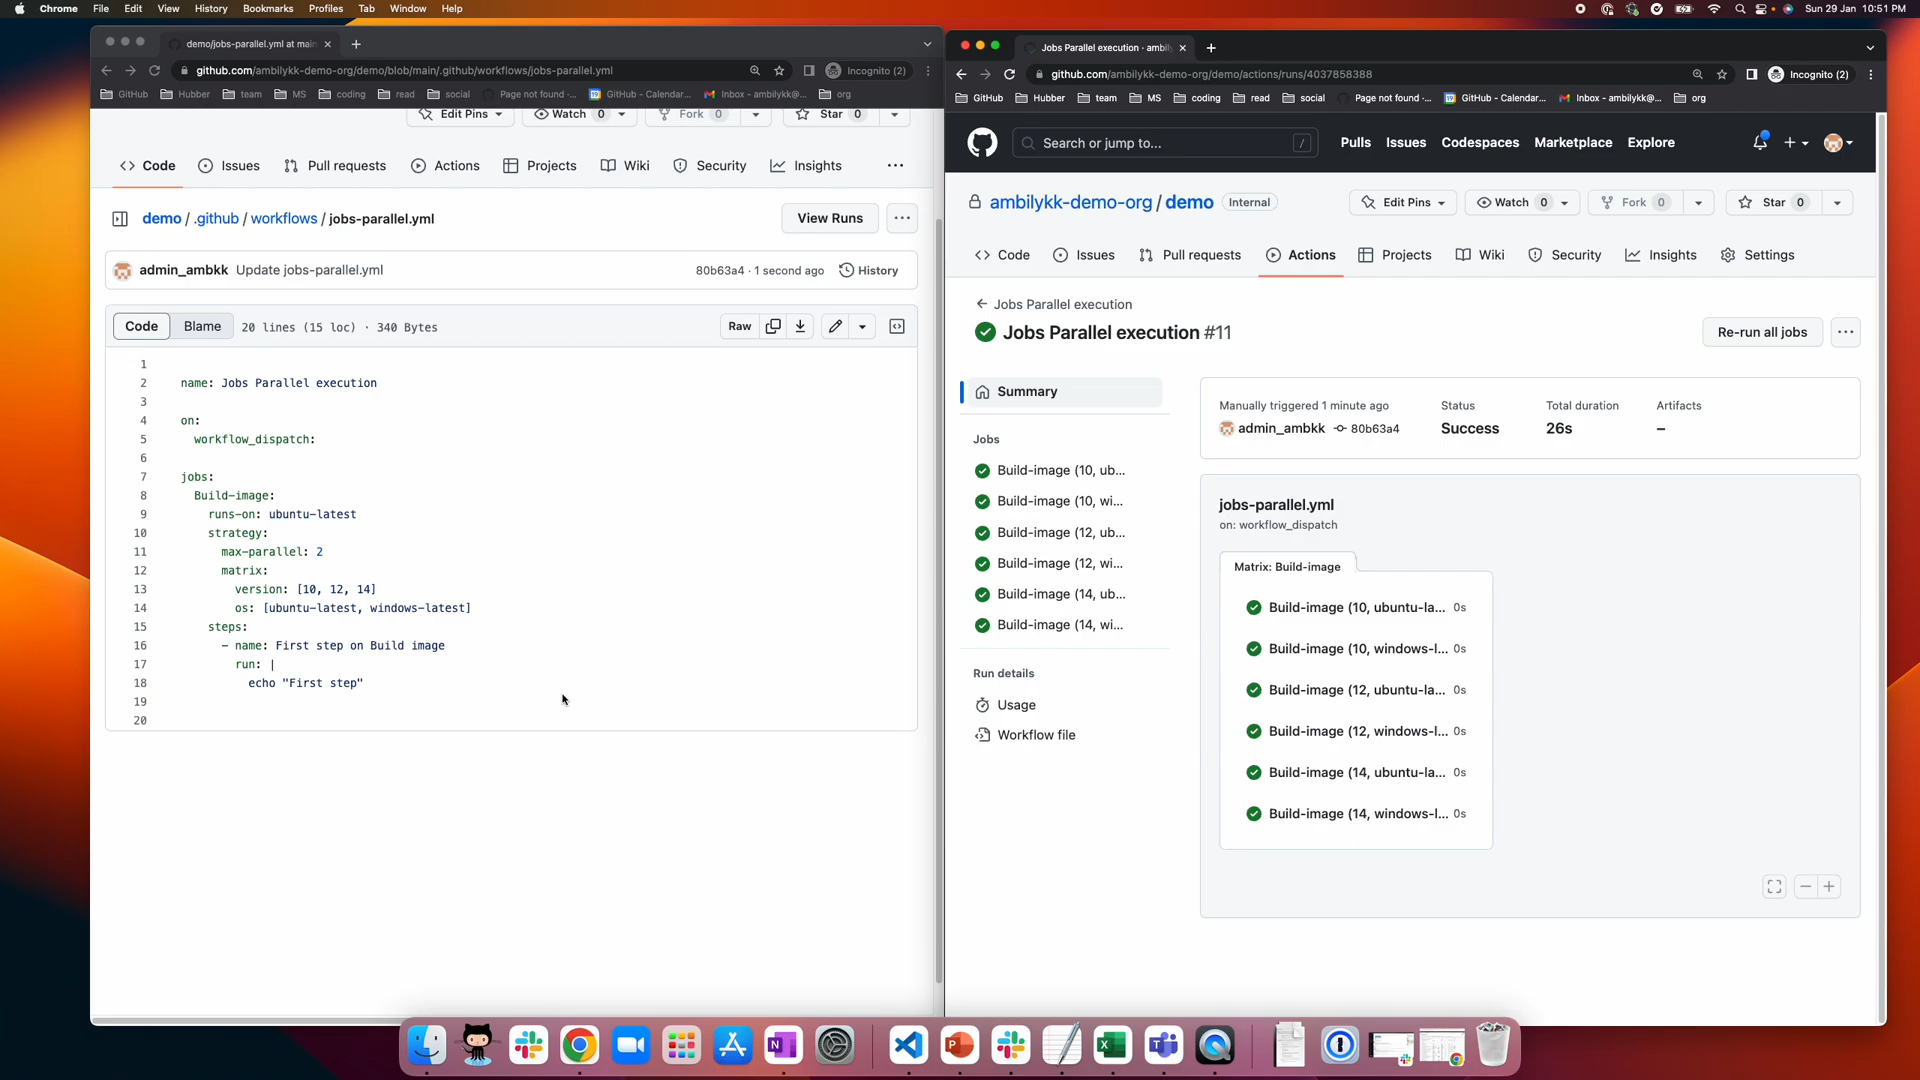 Chrome File Edit View History Bookmarks Profiles Tab Window Help
Sun 29 Jan 10:51 PM
demo/jobs-parallel.yml at main
github.com/ambilykk-demo-org/demo/blob/main/.github/workflows/jobs-parallel.yml
Incognito (2)
GitHub Hubber team MS coding read social Page not found -... GitHub - Calendar... Inbox - ambilykk@... org
Edit Pins Watch 0 Fork 0 Star 0
Code Issues Pull requests Actions Projects Wiki Security Insights
demo / .github / workflows / jobs-parallel.yml
View Runs
admin_ambkk Update jobs-parallel.yml
80b63a4 · 1 second ago History
Code Blame 20 lines (15 loc) · 340 Bytes
Raw
1
2 name: Jobs Parallel execution
3
4 on:
5 workflow_dispatch:
6
7 jobs:
8 Build-image:
9 runs-on: ubuntu-latest
10 strategy:
11 max-parallel: 2
12 matrix:
13 version: [10, 12, 14]
14 os: [ubuntu-latest, windows-latest]
15 steps:
16 - name: First step on Build image
17 run: |
18 echo "First step"
19
20
Jobs Parallel execution · ambily
github.com/ambilykk-demo-org/demo/actions/runs/4037858388
Incognito (2)
GitHub Hubber team MS coding read social Page not found -... GitHub - Calendar... Inbox - ambilykk@... org
Search or jump to... /
Pulls Issues Codespaces Marketplace Explore
ambilykk-demo-org / demo Internal
Edit Pins Watch 0 Fork 0 Star 0
Code Issues Pull requests Actions Projects Wiki Security Insights Settings
Jobs Parallel execution
Jobs Parallel execution #11
Re-run all jobs
Summary
Jobs
Build-image (10, ub...
Build-image (10, wi...
Build-image (12, ub...
Build-image (12, wi...
Build-image (14, ub...
Build-image (14, wi...
Run details
Usage
Workflow file
Manually triggered 1 minute ago
admin_ambkk 80b63a4
Status
Success
Total duration
26s
Artifacts
–
jobs-parallel.yml
on: workflow_dispatch
Matrix: Build-image
Build-image (10, ubuntu-la... 0s
Build-image (10, windows-l... 0s
Build-image (12, ubuntu-la... 0s
Build-image (12, windows-l... 0s
Build-image (14, ubuntu-la... 0s
Build-image (14, windows-l... 0s